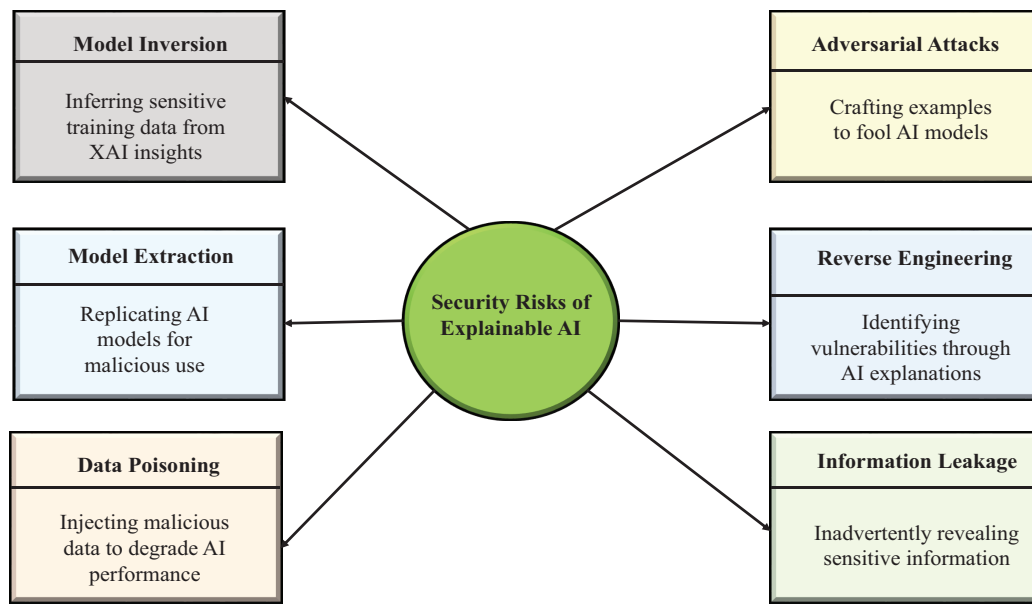 Model Inversion
Inferring sensitive
training data from
XAI insights
Model Extraction
Replicating AI
models for
malicious use
Data Poisoning
Injecting malicious
data to degrade AI
performance
Security Risks of
Explainable AI
Adversarial Attacks
Crafting examples
to fool AI models
Reverse Engineering
Identifying
vulnerabilities through
AI explanations
Information Leakage
Inadvertently revealing
sensitive information